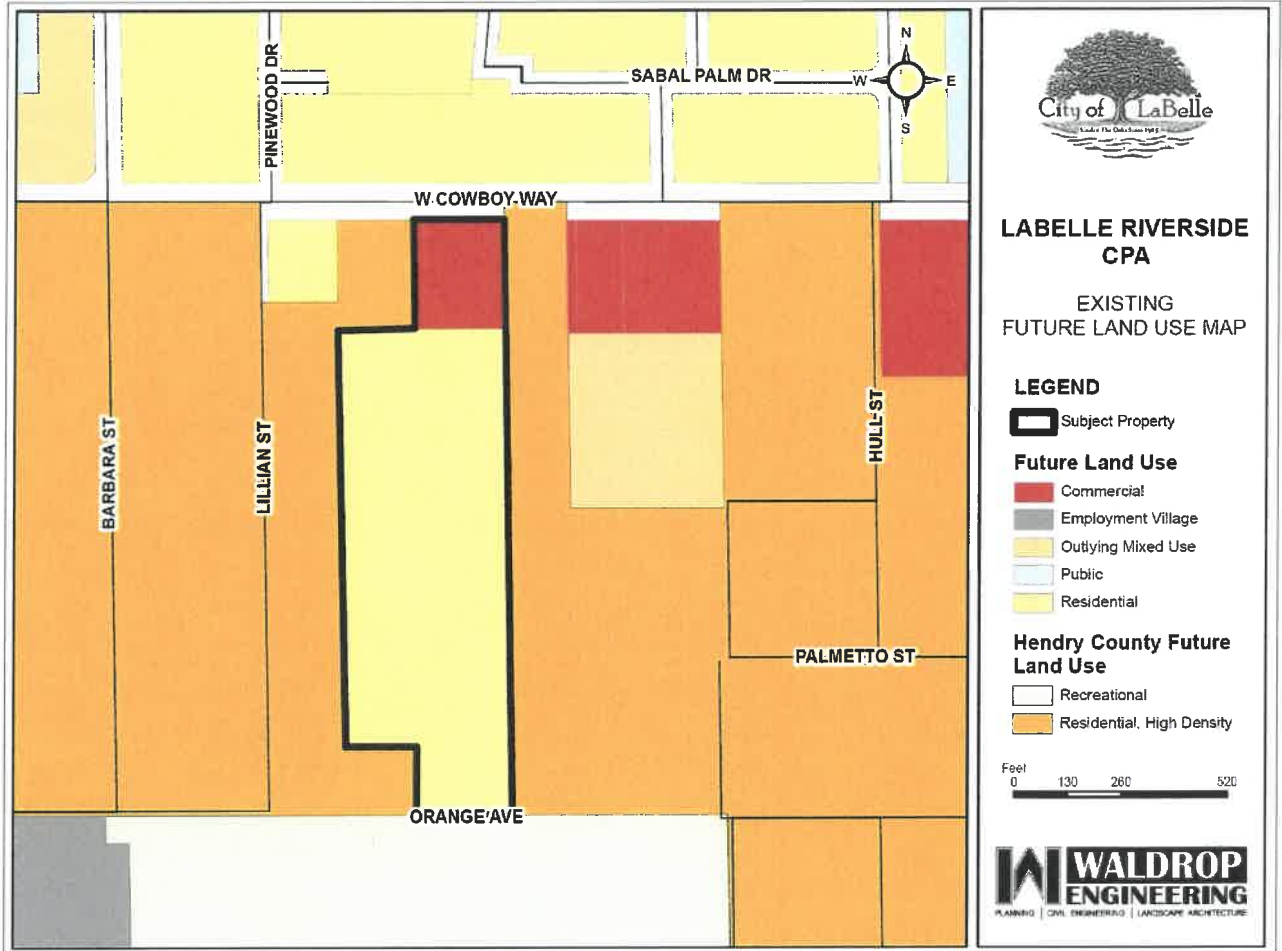 PINEWOOD DR
SABAL PALM DR
N
W E
S
W COWBOY WAY
BARBARA ST
LILLIAN ST
HULL ST
PALMETTO ST
ORANGE AVE
City of LaBelle
LABELLE RIVERSIDE
CPA
EXISTING
FUTURE LAND USE MAP
LEGEND
Subject Property
Future Land Use
Commercial
Employment Village
Outlying Mixed Use
Public
Residential
Hendry County Future
Land Use
Recreational
Residential, High Density
Feet
0 130 260 520
WALDROP
ENGINEERING
PLANNING | CIVIL ENGINEERING | LANDSCAPE ARCHITECTURE